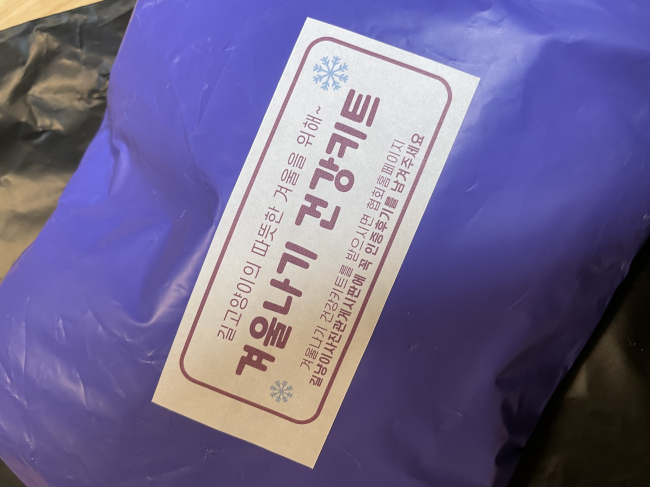 길고양이의 따뜻한 겨울을 위해~
겨울나기 건강키트
겨울나기 건강키트를 받으시면 협회홈페이지
길냥이사진관게시판에 꼭 인증후기를 남겨주세요